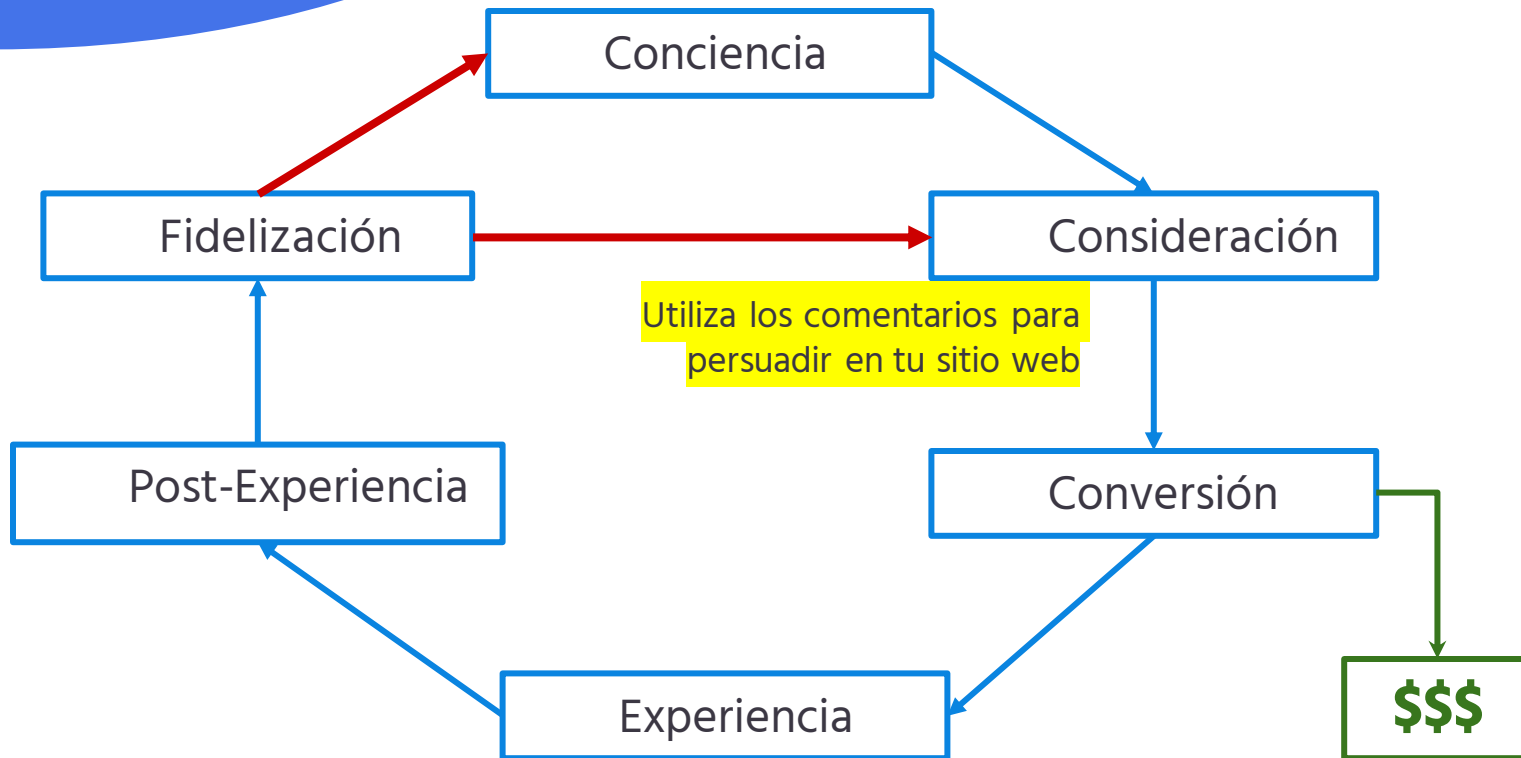 Conciencia
Fidelización
Consideración
Utiliza los comentarios para
persuadir en tu sitio web
Post-Experiencia
Conversión
Experiencia
$$$